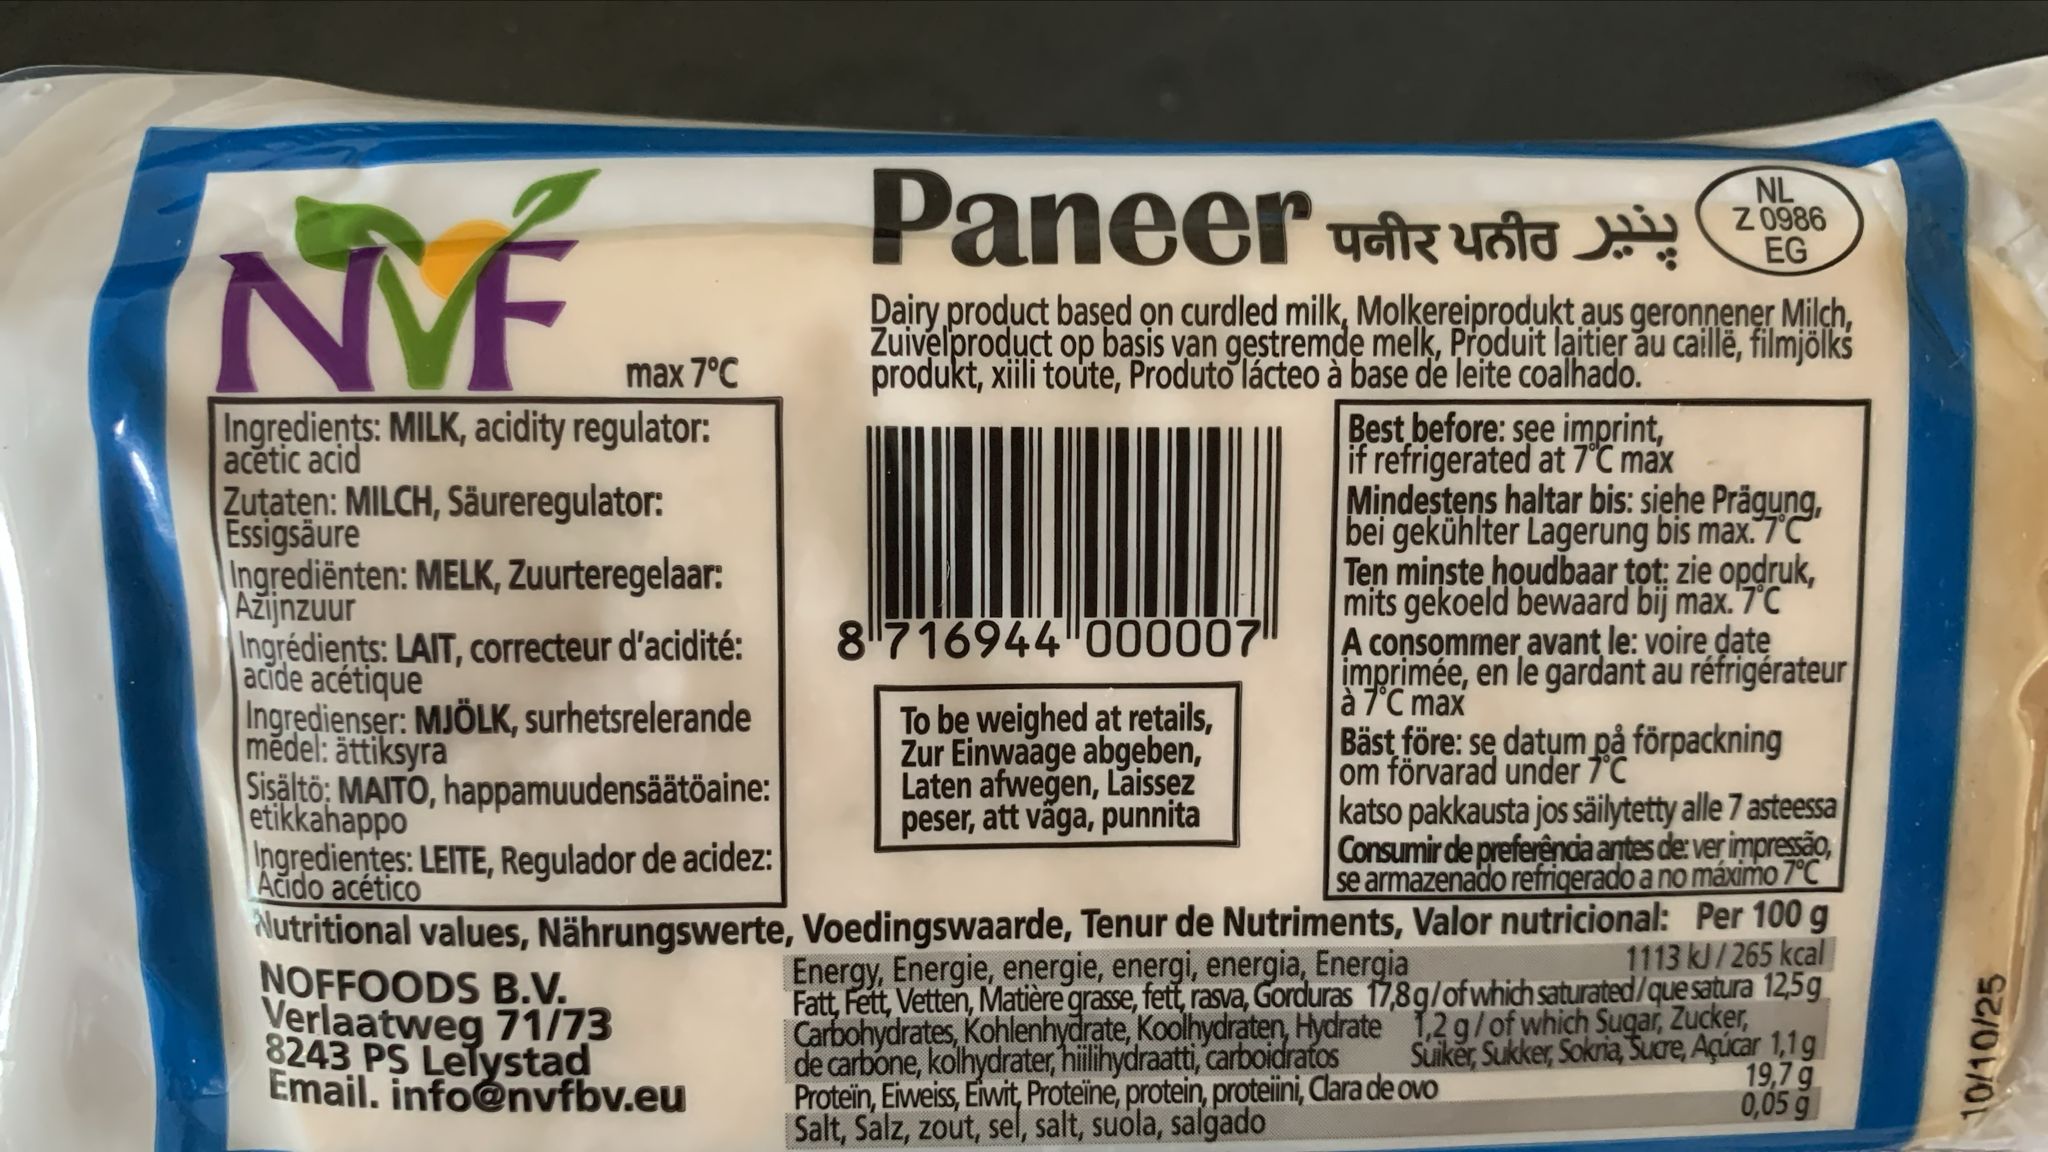 NVF
max 7°C
Paneer पनीर ਪਨੀਰ پنیر
NL
Z 0986
EG
Dairy product based on curdled milk, Molkereiprodukt aus geronnener Milch,
Zuivelproduct op basis van gestremde melk, Produit laitier au caillé, filmjölks
produkt, xiili toute, Produto lácteo à base de leite coalhado.
Ingredients: MILK, acidity regulator:
acetic acid
Zutaten: MILCH, Säureregulator:
Essigsäure
Ingrediënten: MELK, Zuurteregelaar:
Azijnzuur
Ingrédients: LAIT, correcteur d'acidité:
acide acétique
Ingredienser: MJÖLK, surhetsrelerande
medel: ättiksyra
Sisältö: MAITO, happamuudensäätöaine:
etikkahappo
Ingredientes: LEITE, Regulador de acidez:
Ácido acético
8 716944 000007
To be weighed at retails,
Zur Einwaage abgeben,
Laten afwegen, Laissez
peser, att väga, punnita
Best before: see imprint,
if refrigerated at 7°C max
Mindestens haltar bis: siehe Prägung,
bei gekühlter Lagerung bis max. 7°C
Ten minste houdbaar tot: zie opdruk,
mits gekoeld bewaard bij max. 7°C
A consommer avant le: voire date
imprimée, en le gardant au réfrigérateur
à 7°C max
Bäst före: se datum på förpackning
om förvarad under 7°C
katso pakkausta jos säilytetty alle 7 asteessa
Consumir de preferência antes de: ver impressão,
se armazenado refrigerado a no máximo 7°C
Nutritional values, Nährungswerte, Voedingswaarde, Tenur de Nutriments, Valor nutricional: Per 100 g
Energy, Energie, energie, energi, energia, Energia 1113 kJ / 265 kcal
Fatt, Fett, Vetten, Matière grasse, fett, rasva, Gorduras 17,8 g / of which saturated / que satura 12,5 g
Carbohydrates, Kohlenhydrate, Koolhydraten, Hydrate 1,2 g / of which Sugar, Zucker,
de carbone, kolhydrater, hiilihydraatti, carboidratos Suiker, Sukker, Sokria, Sucre, Açúcar 1,1 g
Proteïn, Eiweiss, Eiwit, Proteïne, protein, proteiini, Clara de ovo 19,7 g
Salt, Salz, zout, sel, salt, suola, salgado 0,05 g
NOFFOODS B.V.
Verlaatweg 71/73
8243 PS Lelystad
Email. info@nvfbv.eu
10/10/25